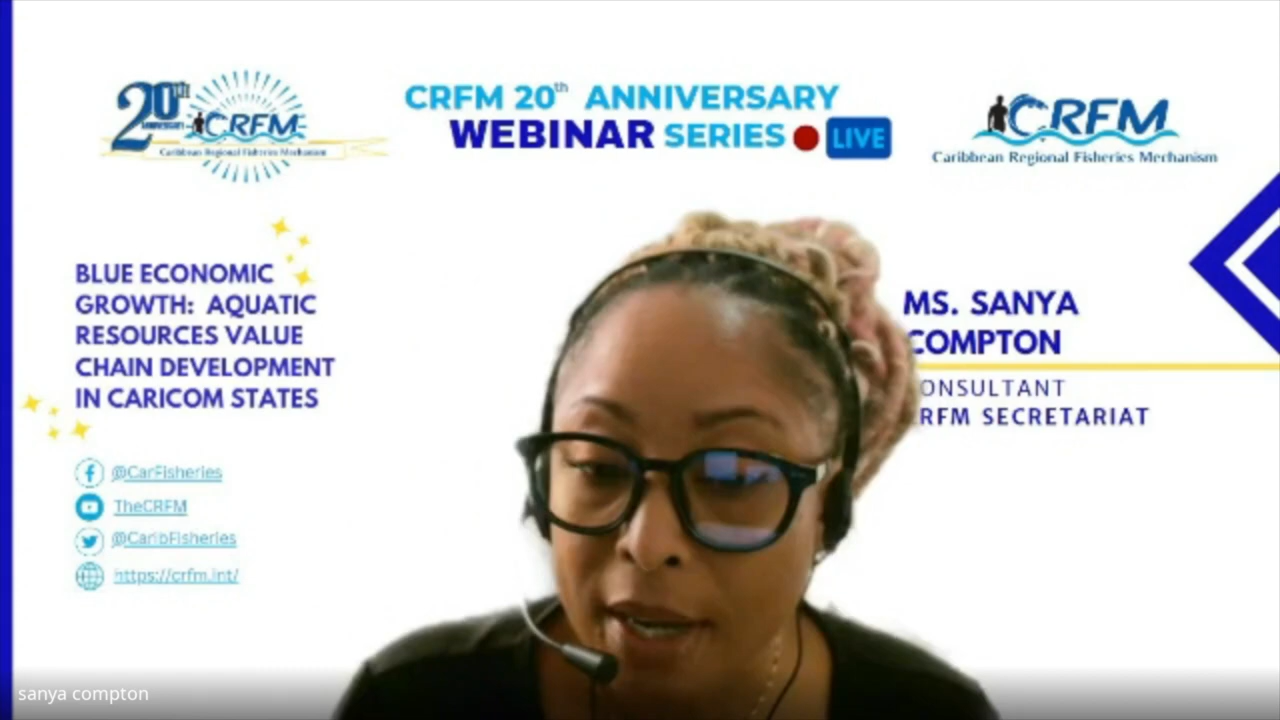 20th
ANNIVERSARY
CRFM
Caribbean Regional Fisheries Mechanism
CRFM 20th ANNIVERSARY
WEBINAR SERIES LIVE
CRFM
Caribbean Regional Fisheries Mechanism
BLUE ECONOMIC
GROWTH: AQUATIC
RESOURCES VALUE
CHAIN DEVELOPMENT
IN CARICOM STATES
@CarFisheries
TheCRFM
@CaribFisheries
https://crfm.int/
MS. SANYA
COMPTON
ONSULTANT
RFM SECRETARIAT
sanya compton